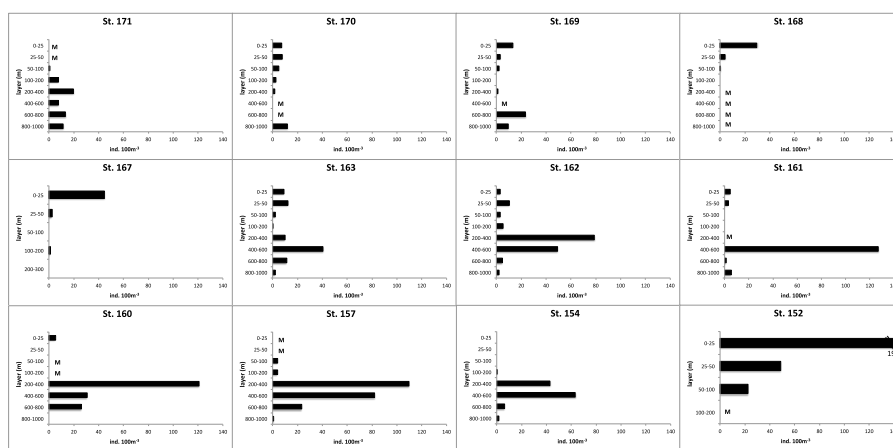 St. 171
layer (m)
0-25 M
25-50 M
50-100
100-200
200-400
400-600
600-800
800-1000
0 20 40 60 80 100 120 140
ind. 100m⁻³
St. 170
layer (m)
0-25
25-50
50-100
100-200
200-400
400-600 M
600-800 M
800-1000
0 20 40 60 80 100 120 140
ind. 100m⁻³
St. 169
layer (m)
0-25
25-50
50-100
100-200
200-400
400-600 M
600-800
800-1000
0 20 40 60 80 100 120 140
ind. 100m⁻³
St. 168
layer (m)
0-25
25-50
50-100
100-200
200-400 M
400-600 M
600-800 M
800-1000 M
0 20 40 60 80 100 120
ind. 100m⁻³
St. 167
layer (m)
0-25
25-50
50-100
100-200
200-300
0 20 40 60 80 100 120 140
ind. 100m⁻³
St. 163
layer (m)
0-25
25-50
50-100
100-200
200-400
400-600
600-800
800-1000
0 20 40 60 80 100 120 140
ind. 100m⁻³
St. 162
layer (m)
0-25
25-50
50-100
100-200
200-400
400-600
600-800
800-1000
0 20 40 60 80 100 120 140
ind. 100m⁻³
St. 161
layer (m)
0-25
25-50
50-100
100-200
200-400 M
400-600
600-800
800-1000
0 20 40 60 80 100 120
ind. 100m⁻³
St. 160
layer (m)
0-25
25-50
50-100 M
100-200 M
200-400
400-600
600-800
800-1000
0 20 40 60 80 100 120 140
ind. 100m⁻³
St. 157
layer (m)
0-25 M
25-50 M
50-100
100-200
200-400
400-600
600-800
800-1000
0 20 40 60 80 100 120 140
ind. 100m⁻³
St. 154
layer (m)
0-25
25-50
50-100
100-200
200-400
400-600
600-800
800-1000
0 20 40 60 80 100 120 140
ind. 100m⁻³
St. 152
layer (m)
0-25
25-50
50-100
100-200 M
0 20 40 60 80 100 120
ind. 100m⁻³